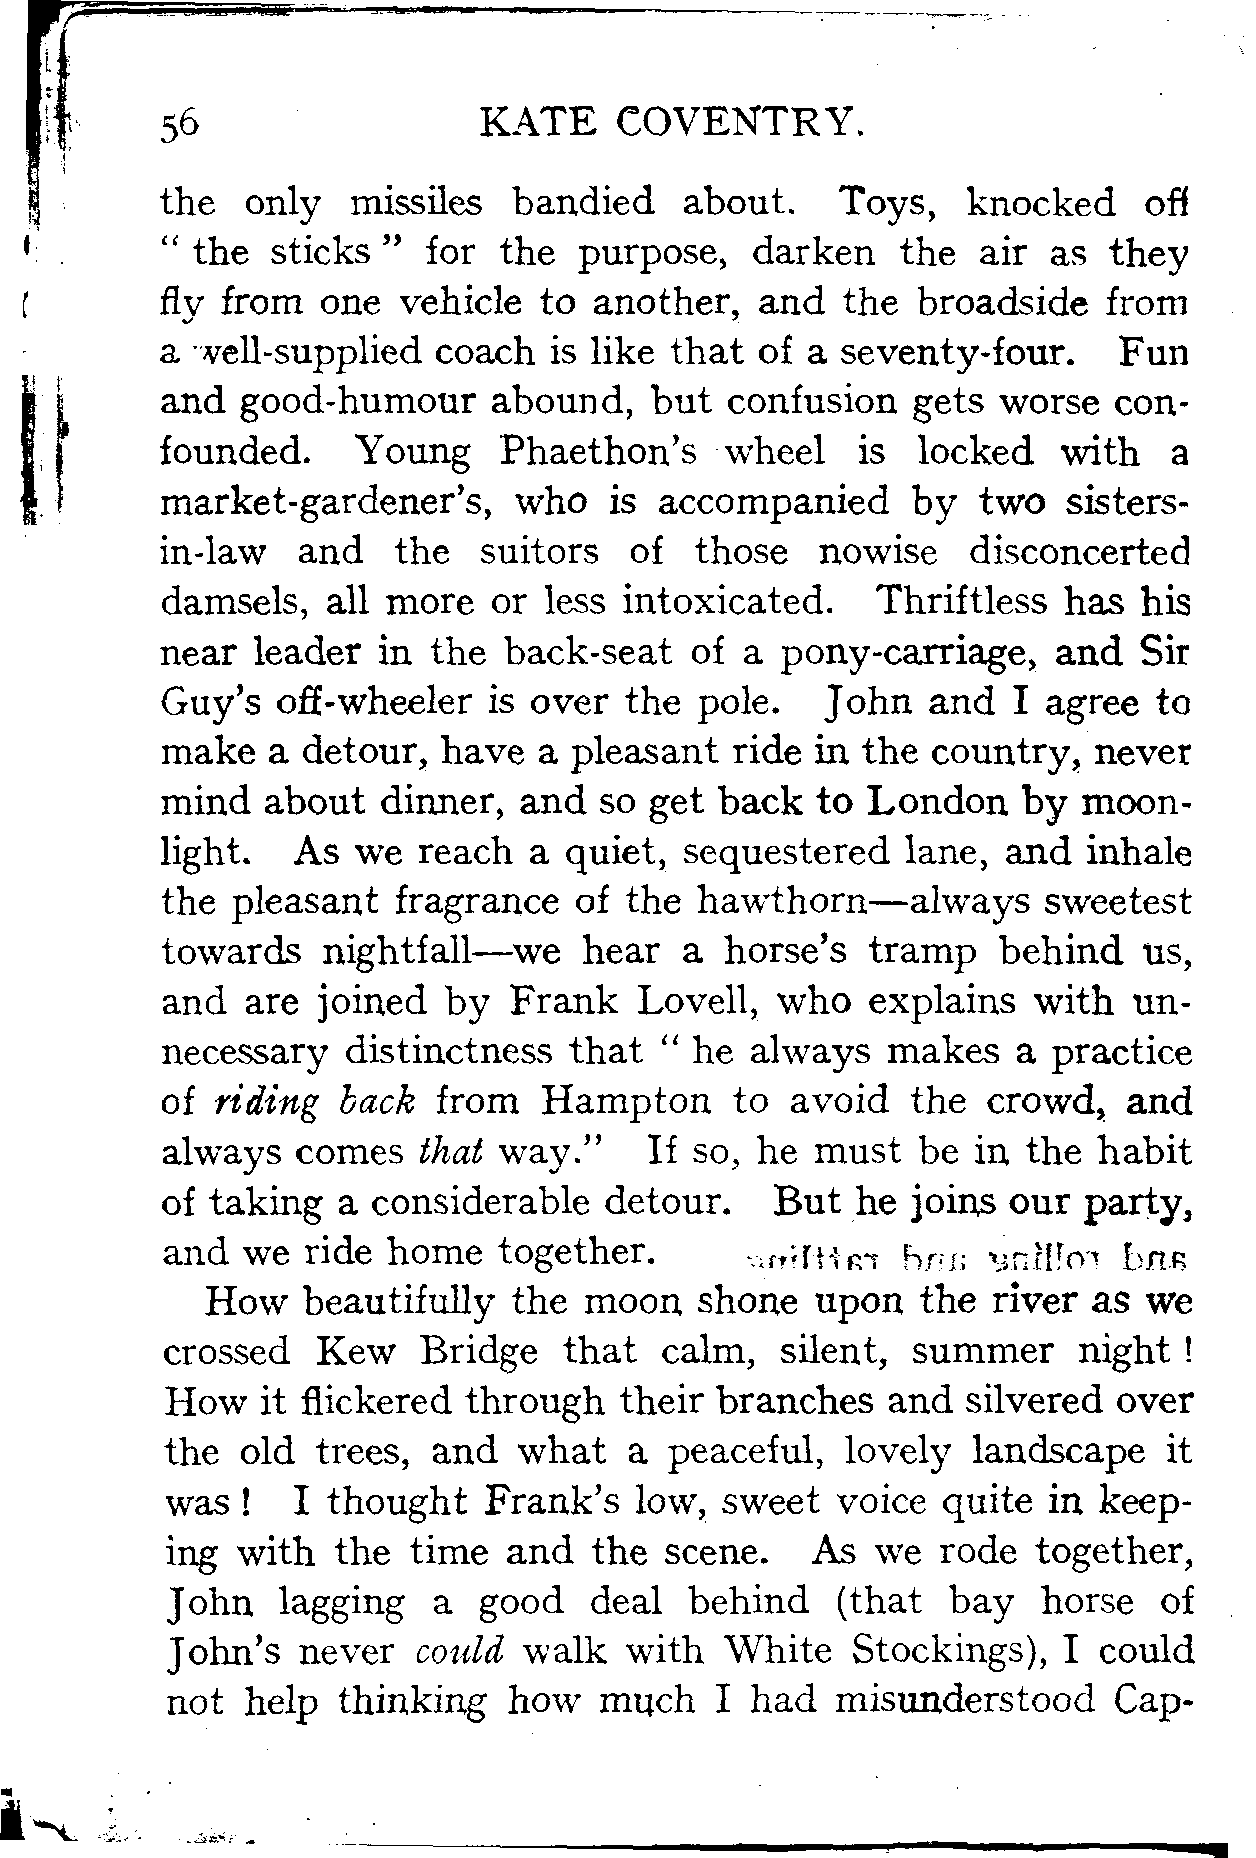 56 KATE COVENTRY.
the only missiles bandied about. Toys, knocked off
“ the sticks ” for the purpose, darken the air as they
fly from one vehicle to another, and the broadside from
a well-supplied coach is like that of a seventy-four. Fun
and good-humour abound, but confusion gets worse con-
founded. Young Phaethon's wheel is locked with a
market-gardener's, who is accompanied by two sisters-
in-law and the suitors of those nowise disconcerted
damsels, all more or less intoxicated. Thriftless has his
near leader in the back-seat of a pony-carriage, and Sir
Guy's off-wheeler is over the pole. John and I agree to
make a detour, have a pleasant ride in the country, never
mind about dinner, and so get back to London by moon-
light. As we reach a quiet, sequestered lane, and inhale
the pleasant fragrance of the hawthorn—always sweetest
towards nightfall—we hear a horse's tramp behind us,
and are joined by Frank Lovell, who explains with un-
necessary distinctness that “ he always makes a practice
of riding back from Hampton to avoid the crowd, and
always comes that way.” If so, he must be in the habit
of taking a considerable detour. But he joins our party,
and we ride home together.
How beautifully the moon shone upon the river as we
crossed Kew Bridge that calm, silent, summer night !
How it flickered through their branches and silvered over
the old trees, and what a peaceful, lovely landscape it
was ! I thought Frank's low, sweet voice quite in keep-
ing with the time and the scene. As we rode together,
John lagging a good deal behind (that bay horse of
John's never could walk with White Stockings), I could
not help thinking how much I had misunderstood Cap-